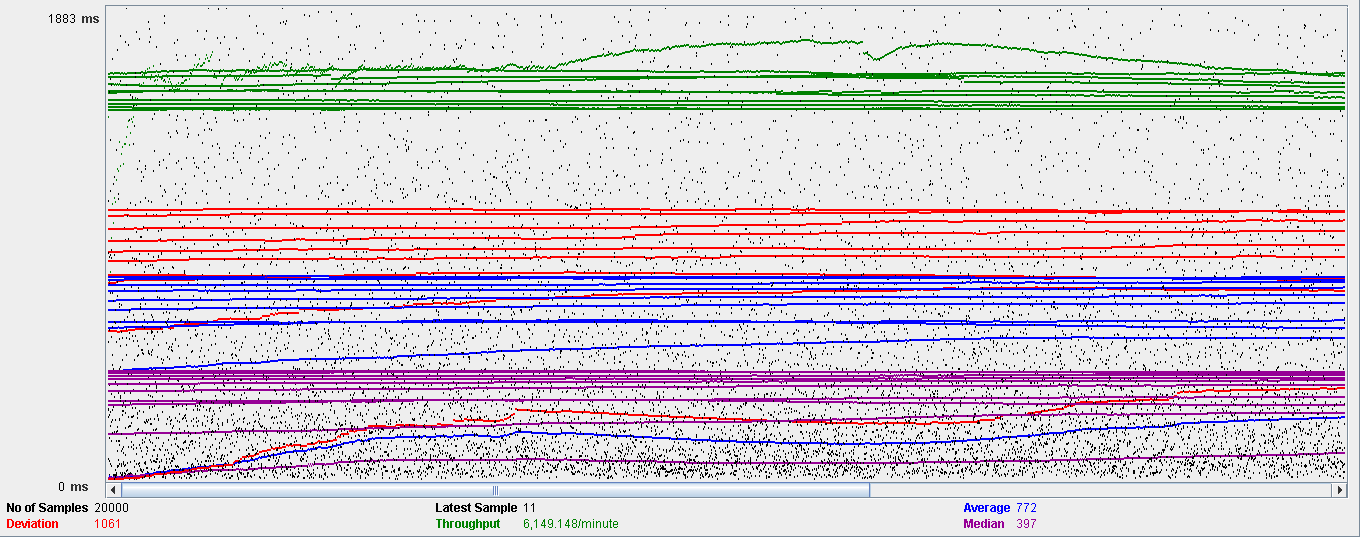 1883 ms
0 ms
No of Samples 20000 Latest Sample 11 Average 772
Deviation 1061 Throughput 6,149.148/minute Median 397